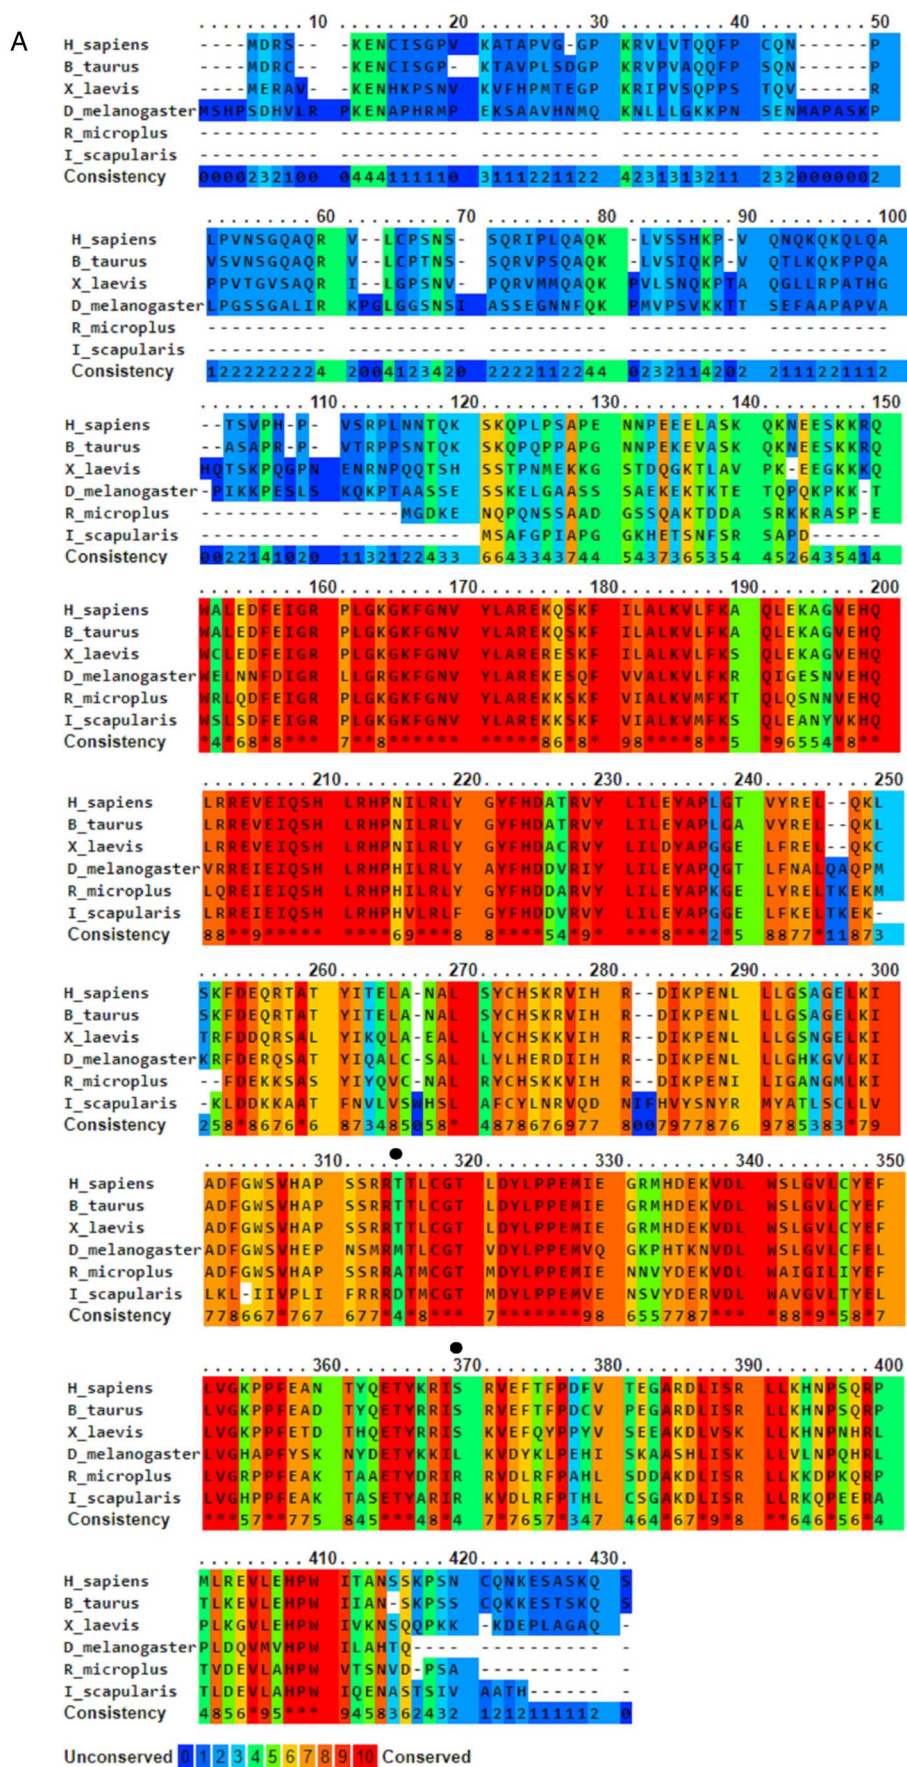 A
. . . . . . . . . 10 . . . . . . . . 20 . . . . . . . . 30 . . . . . . . . 40 . . . . . . . . 50
H_sapiens ----MDRS-- -KENCISGPV KATAPVG-GP KRVLVTQQFP CQN------P
B_taurus ----MDRC-- -KENCISGP- KTAVPLSDGP KRVPVAQQFP SQN------P
X_laevis ----MERAV- -KENHKPSNV KVFHPMTEGP KRIPVSQPPS TQV------R
D_melanogaster MSHPSDHVLR PKENAPHRMP EKSAAVHNMQ KNLLLGKKPN SENMAPASKP
R_microplus ---------- ---------- ---------- ---------- ----------
I_scapularis ---------- ---------- ---------- ---------- ----------
Consistency 0000232100 0444111110 3111221122 4231313211 2320000002
. . . . . . . . . 60 . . . . . . . . 70 . . . . . . . . 80 . . . . . . . . 90 . . . . . . . . 100
H_sapiens LPVNSGQAQR V--LCPSNS- SQRIPLQAQK -LVSSHKP-V QNQKQKQLQA
B_taurus VSVNSGQAQR V--LCPTNS- SQRVPSQAQK -LVSIQKP-V QTLKQKPPQA
X_laevis PPVTGVSAQR I--LGPSNV- PQRVMMQAQK PVLSNQKPTA QGLLRPATHG
D_melanogaster LPGSSGALIR KPGLGGSNSI ASSEGNNFQK PMVPSVKKTT SEFAAPAPVA
R_microplus ---------- ---------- ---------- ---------- ----------
I_scapularis ---------- ---------- ---------- ---------- ----------
Consistency 1222222224 2004123420 2222112244 0232114202 2111221112
. . . . . . . . . 110 . . . . . . . . 120 . . . . . . . . 130 . . . . . . . . 140 . . . . . . . . 150
H_sapiens --TSVPH-P- VSRPLNNTQK SKQPLPSAPE NNPEEELASK QKNEESKKRQ
B_taurus --ASAPR-P- VTRPPSNTQK SKQPQPPAPG NNPEKEVASK QKNEESKKRQ
X_laevis HQTSKPQGPN ENRNPQQTSH SSTPNMEKKG STDQGKTLAV PK-EEGKKKQ
D_melanogaster -PIKKPESLS KQKPTAASSE SSKELGAASS SAEKEKTKTE TQPQKPKK-T
R_microplus ---------- -----MGDKE NQPQNSSAAD GSSQAKTDDA SRKKRASP-E
I_scapularis ---------- ---------- MSAFGPIAPG GKHETSNFSR SAPD------
Consistency 0022141020 1132122433 6643343744 5437365354 4526435414
. . . . . . . . . 160 . . . . . . . . 170 . . . . . . . . 180 . . . . . . . . 190 . . . . . . . . 200
H_sapiens WALEDFEIGR PLGKGKFGNV YLAREKQSKF ILALKVLFKA QLEKAGVEHQ
B_taurus WALEDFEIGR PLGKGKFGNV YLAREKQSKF ILALKVLFKA QLEKAGVEHQ
X_laevis WCLEDFEIGR PLGKGKFGNV YLARERESKF ILALKVLFKS QLEKAGVEHQ
D_melanogaster WELNNFDIGR LLGRGKFGNV YLAREKESQF VVALKVLFKR QIGESNVEHQ
R_microplus WRLQDFEIGR PLGKGKFGNV YLAREKNSKF VIALKVMFKT QLQSNNVEHQ
I_scapularis WSLSDFEIGR PLGKGKFGNV YLAREKKSKF VIALKVLFKS QLEANYVKHQ
Consistency *4*68*8*** 7**8****** *****86*8* 98****8**5 *96554*8**
. . . . . . . . . 210 . . . . . . . . 220 . . . . . . . . 230 . . . . . . . . 240 . . . . . . . . 250
H_sapiens LRREVEIQSH LRHPNILRLY GYFHDATRVY LILEYAPLGT VYREL--QKL
B_taurus LRREVEIQSH LRHPNILRLY GYFHDATRVY LILEYAPLGA VYREL--QKL
X_laevis LRREVEIQSH LRHPNILRLY GYFHDACRVY LILDYAPGGE LFREL--QKC
D_melanogaster VRREIEIQSH LRHPHILRLY AYFHDDVRIY LILEYAPQGT LFNALQAQPM
R_microplus LQREIEIQSH LRHPHILRLY GYFHDDARVY LILEYAPKGE LYRELTKEKM
I_scapularis LRREIEIQSH LRHPHVLRLF GYFHDDVRVY LILEYAPGGE LFKELTKEK-
Consistency 88**9***** ****69***8 8****54*9* ***8***2*5 8877*11873
. . . . . . . . . 260 . . . . . . . . 270 . . . . . . . . 280 . . . . . . . . 290 . . . . . . . . 300
H_sapiens SKFDEQRTAT YITELA-NAL SYCHSKRVIH R--DIKPENL LLGSAGELKI
B_taurus SKFDEQRTAT YITELA-NAL SYCHSKRVIH R--DIKPENL LLGSAGELKI
X_laevis TRFDDQRSAL YIKQLA-EAL LYCHSKKVIH R--DIKPENL LLGSNGELKI
D_melanogaster KRFDERQSAT YIQALC-SAL LYLHERDIIH R--DIKPENL LLGHKGVLKI
R_microplus --FDEKKSAS YIYQVC-NAL RYCHSKKVIH R--DIKPENI LIGANGMLKI
I_scapularis -KLDDKKAAT FNVLVSWHSL AFCYLNRVQD NIFHVYSNYR MYATLSCLLV
Consistency 258*8676*6 873485058* 4878676977 8007977876 9785383*79
. . . . . . . . . 310 . . . . . . . . 320 . . . . . . . . 330 . . . . . . . . 340 . . . . . . . . 350
H_sapiens ADFGWSVHAP SSRRTTLCGT LDYLPPEMIE GRMHDEKVDL WSLGVLCYEF
B_taurus ADFGWSVHAP SSRRTTLCGT LDYLPPEMIE GRMHDEKVDL WSLGVLCYEF
X_laevis ADFGWSVHAP SSRRTTLCGT LDYLPPEMIE GRMHDEKVDL WSLGVLCYEF
D_melanogaster ADFGWSVHEP NSMRMTLCGT VDYLPPEMVQ GKPHTKNVDL WSLGVLCFEL
R_microplus ADFGWSVHAP SSRRATMCGT MDYLPPEMIE NNVYDEKVDL WAIGILIYEF
I_scapularis LKL-IIVPLI FRRRDTMCGT MDYLPPEMVE NSVYDERVDL WAVGVLTYEL
Consistency 778667*767 677*4*8*** 7*******98 6557787*** *88*9*58*7
. . . . . . . . . 360 . . . . . . . . 370 . . . . . . . . 380 . . . . . . . . 390 . . . . . . . . 400
H_sapiens LVGKPPFEAN TYQETYKRIS RVEFTFPDFV TEGARDLISR LLKHNPSQRP
B_taurus LVGKPPFEAD TYQETYRRIS RVEFTFPDCV PEGARDLISR LLKHNPSQRP
X_laevis LVGKPPFETD THQETYRRIS KVEFQYPPYV SEEAKDLVSK LLKHNPNHRL
D_melanogaster LVGHAPFYSK NYDETYKKIL KVDYKLPEHI SKAASHLISK LLVLNPQHRL
R_microplus LVGRPPFEAK TAAETYDRIR RVDLRFPAHL SDDAKDLISR LLKKDPKQRP
I_scapularis LVGHPPFEAK TASETYARIR KVDLRFPTHL CSGAKDLISR LLRKQPEERA
Consistency ***57**775 845***48*4 7*7657*347 464*67*9*8 **646*56*4
. . . . . . . . . 410 . . . . . . . . 420 . . . . . . . . 430 .
H_sapiens MLREVLEHPW ITANSSKPSN CQNKESASKQ S
B_taurus TLKEVLEHPW IIAN-SKPSS CQKKESTSKQ S
X_laevis PLKGVLEHPW IVKNSQQPKK -KDEPLAGAQ -
D_melanogaster PLDQVMVHPW ILAHTQ---- ---------- -
R_microplus TVDEVLAHPW VTSNVD-PSA ---------- -
I_scapularis TLDEVLAHPW IQENASTSIV AATH------ -
Consistency 4856*95*** 9458362432 1212111112 0
Unconserved 0 1 2 3 4 5 6 7 8 9 10 Conserved